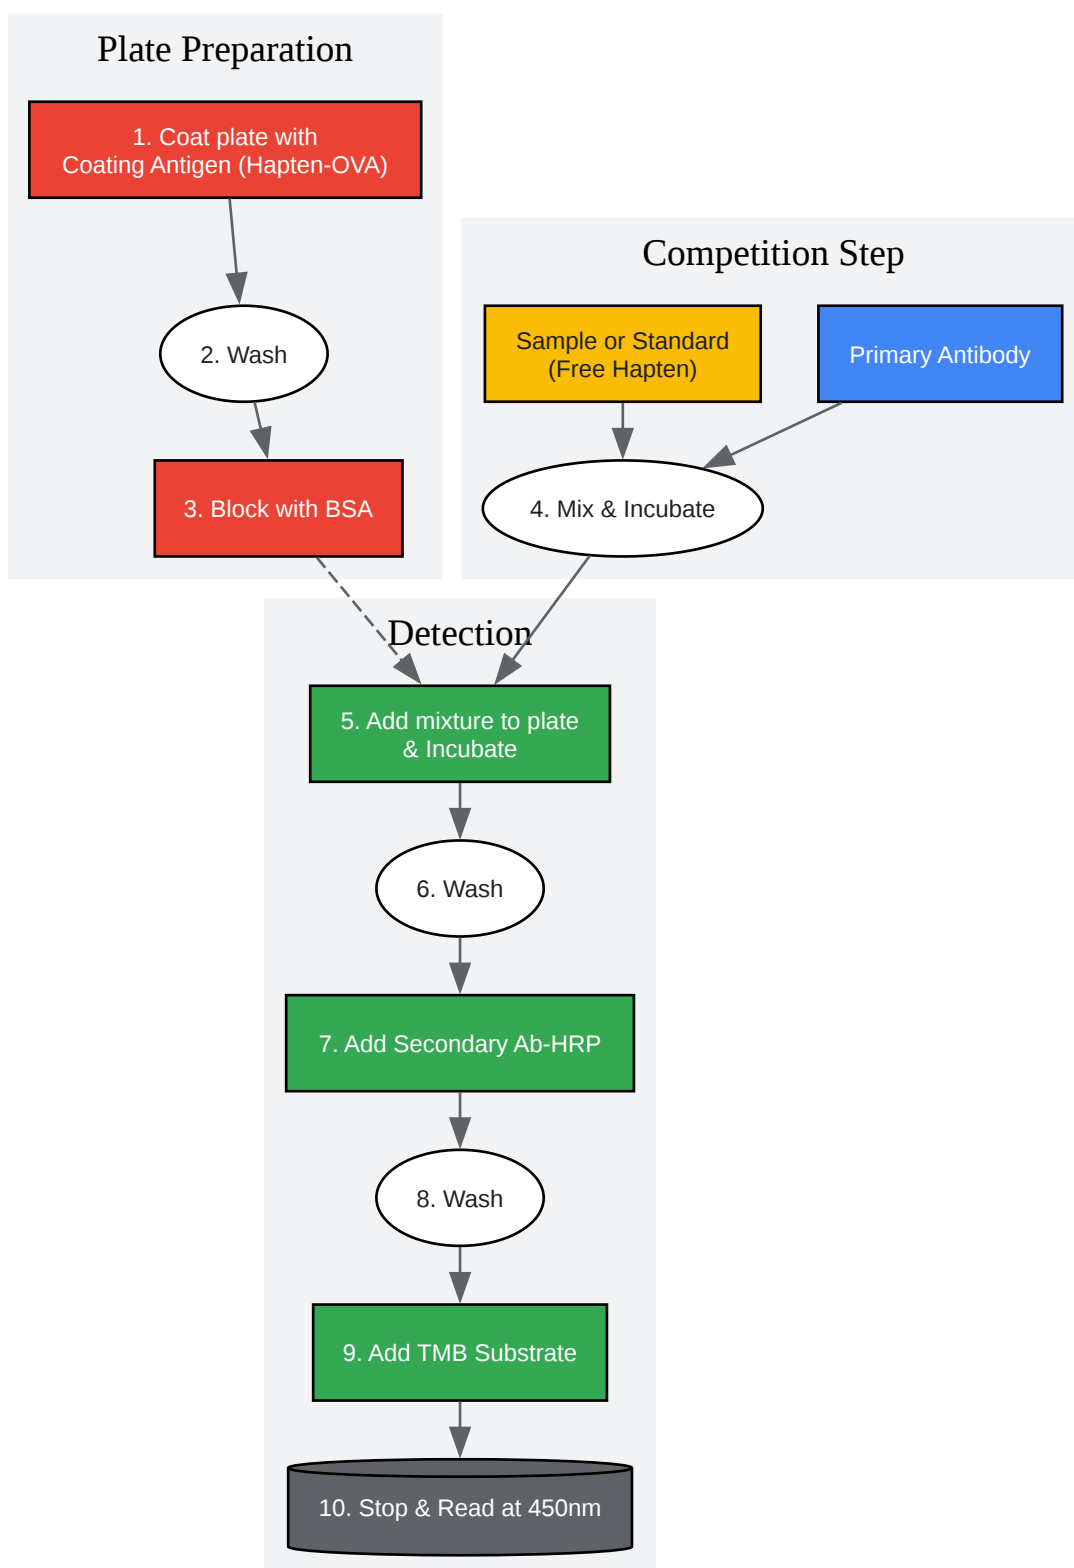 Plate Preparation
1. Coat plate with
Coating Antigen (Hapten-OVA)
2. Wash
3. Block with BSA
Competition Step
Sample or Standard
(Free Hapten)
Primary Antibody
4. Mix & Incubate
Detection
5. Add mixture to plate
& Incubate
6. Wash
7. Add Secondary Ab-HRP
8. Wash
9. Add TMB Substrate
10. Stop & Read at 450nm